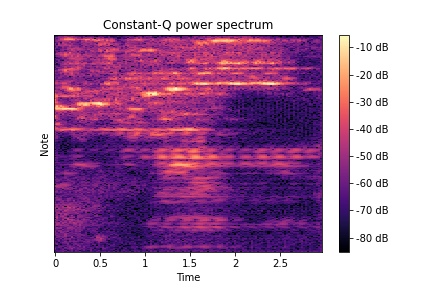 Constant-Q power spectrum
-10 dB
-20 dB
-30 dB
-40 dB
-50 dB
-60 dB
-70 dB
-80 dB
Note
0 0.5 1 1.5 2 2.5
Time